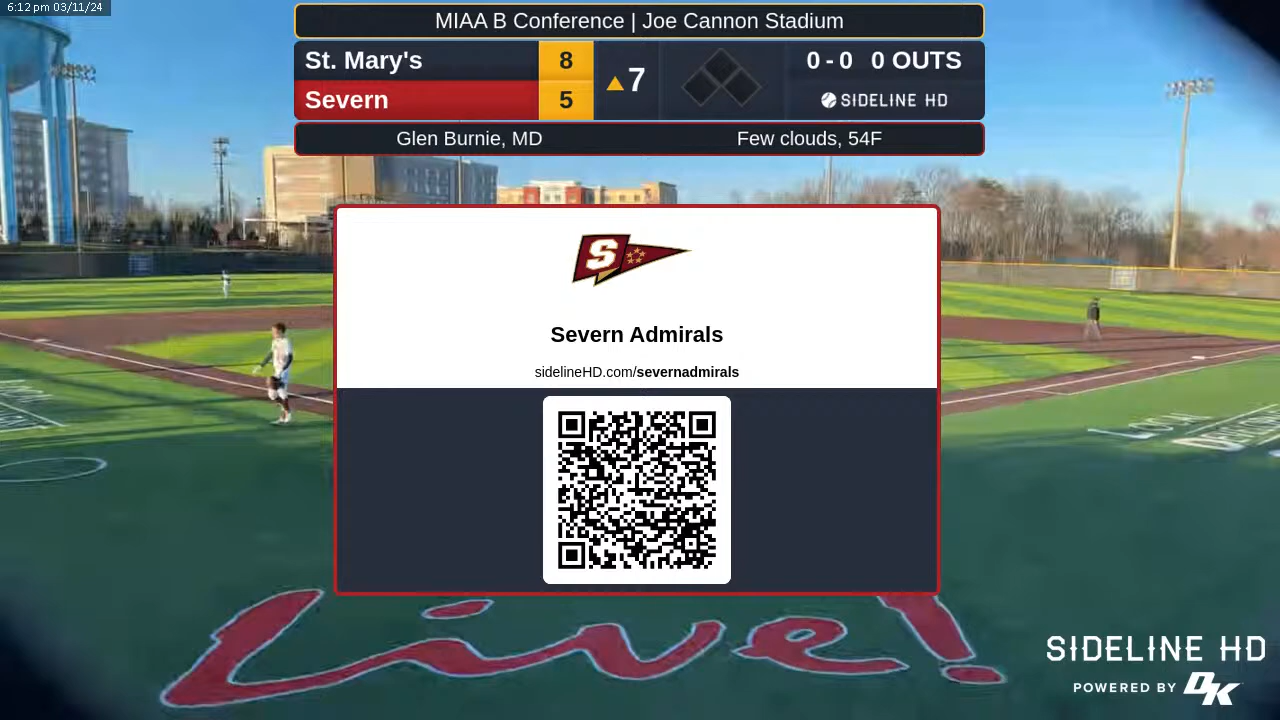 6:12 pm 03/11/24
MIAA B Conference | Joe Cannon Stadium
St. Mary's 8
Severn 5
▲7
0 - 0 0 OUTS
SIDELINE HD
Glen Burnie, MD Few clouds, 54F
S
Severn Admirals
sidelineHD.com/severnadmirals
Live!
SIDELINE HD
POWERED BY DK